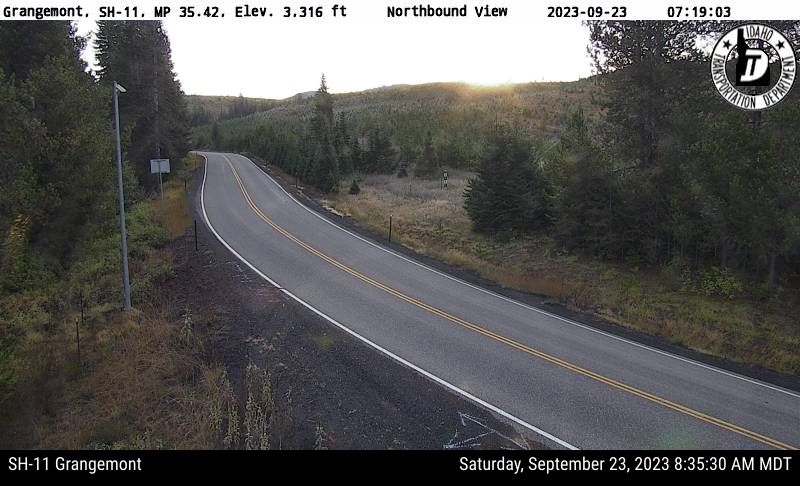 Grangemont, SH-11, MP 35.42, Elev. 3,316 ft Northbound View 2023-09-23 07:19:03
IDAHO
TRANSPORTATION DEPARTMENT
SH-11 Grangemont Saturday, September 23, 2023 8:35:30 AM MDT